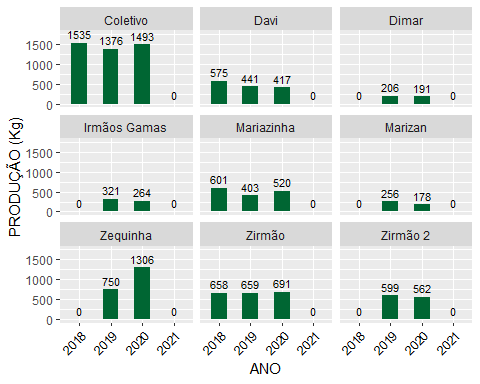 Coletivo Davi Dimar
1500 1535 1376 1493 0 575 441 417 0 0 206 191 0
1000
500
0
Irmãos Gamas Mariazinha Marizan
1500 0 321 264 0 601 403 520 0 0 256 178 0
1000
500
0
Zequinha Zirmão Zirmão 2
1500 0 750 1306 0 658 659 691 0 0 599 562 0
1000
500
0
2018 2019 2020 2021 2018 2019 2020 2021 2018 2019 2020 2021
ANO
PRODUÇÃO (Kg)